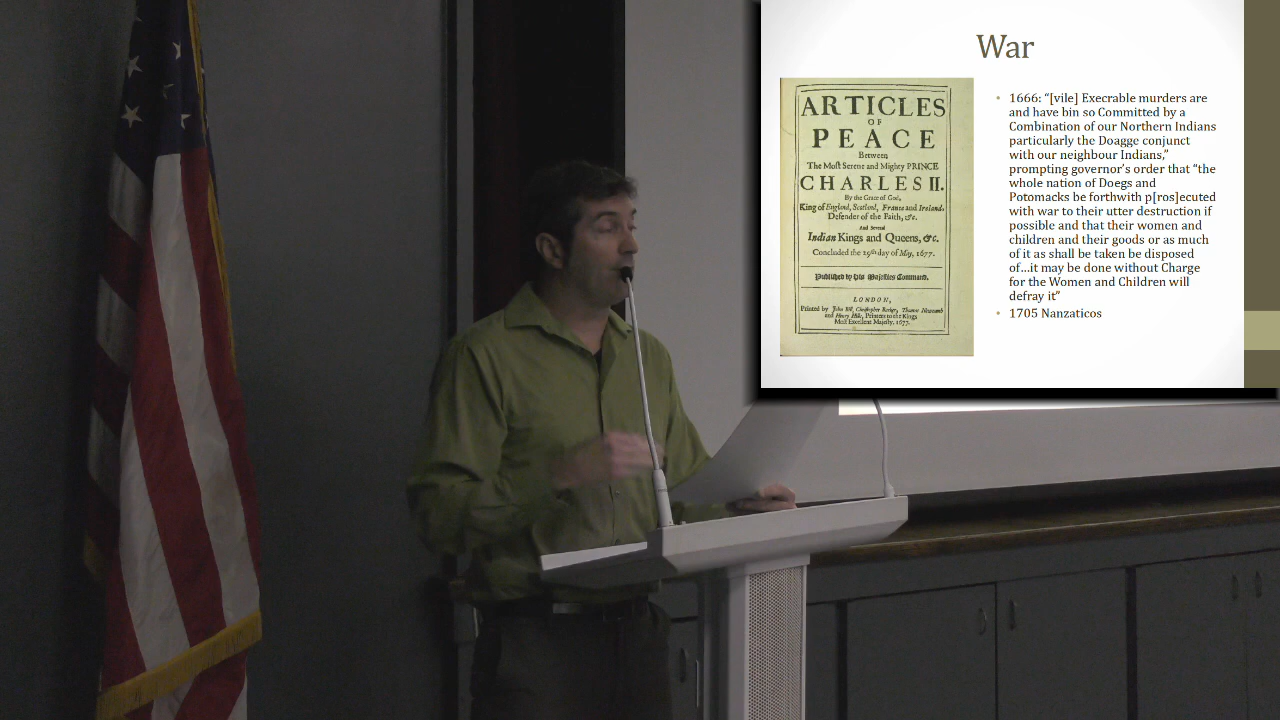 War
ARTICLES
OF
PEACE
Between
The Most Serene and Mighty PRINCE
CHARLES II.
By the Grace of God,
King of England, Scotland, France and Ireland,
Defender of the Faith, &c.
And Several
Indian Kings and Queens, &c.
Concluded the 29th day of May, 1677.
Published by his Majesties Command.
LONDON,
Printed by John Bill, Christopher Barker, Thomas Newcomb
and Henry Hills, Printers to the Kings
Most Excellent Majesty. 1677.
• 1666: “[vile] Execrable murders are
and have bin so Committed by a
Combination of our Northern Indians
particularly the Doagge conjunct
with our neighbour Indians,”
prompting governor’s order that “the
whole nation of Doegs and
Potomacks be forthwith p[ros]ecuted
with war to their utter destruction if
possible and that their women and
children and their goods or as much
of it as shall be taken be disposed
of...it may be done without Charge
for the Women and Children will
defray it”
• 1705 Nanzaticos